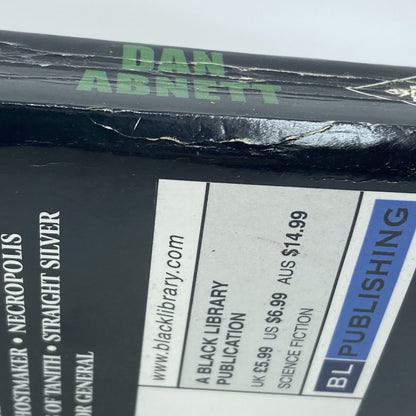 DAN
ABNETT
HOSTMAKER • NECROPOLIS
OF TANITH • STRAIGHT SILVER
OR GENERAL
www.blacklibrary.com
A BLACK LIBRARY
PUBLICATION
UK £5.99 US $6.99 AUS $14.99
SCIENCE FICTION
BL PUBLISHING